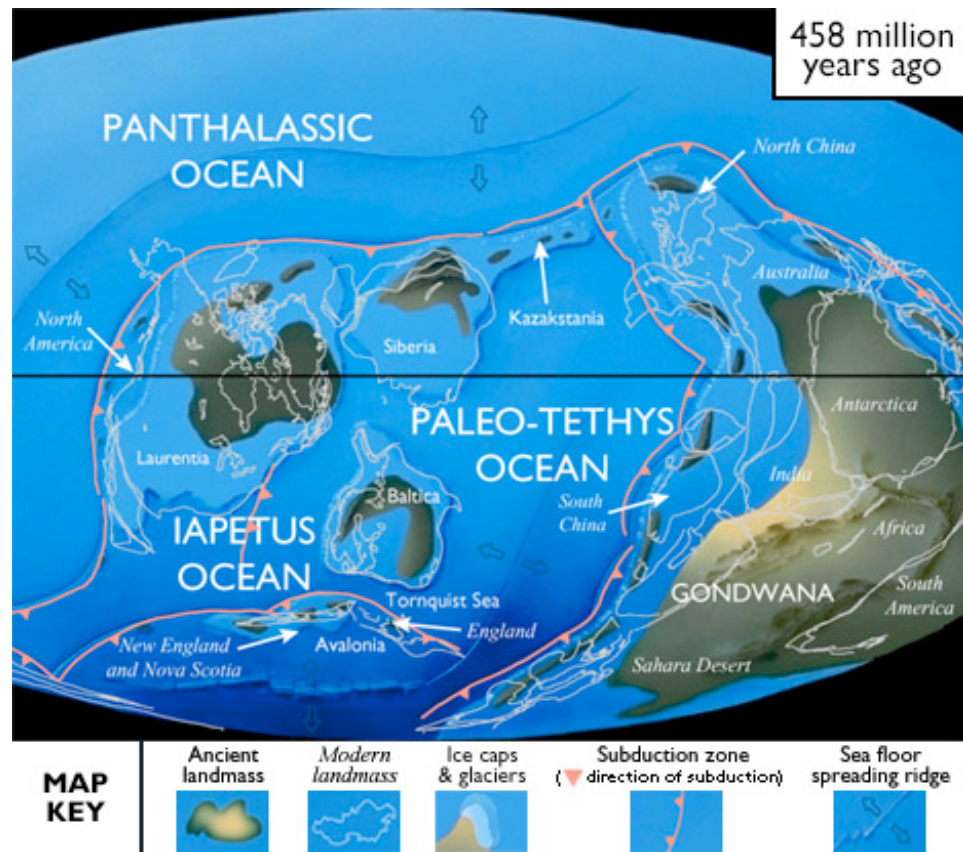 458 million
years ago
PANTHALASSIC
OCEAN
North China
Australia
North
America
Kazakstania
Siberia
Antarctica
PALEO-TETHYS
OCEAN
Laurentia
India
Baltica
South
China
Africa
IAPETUS
OCEAN
GONDWANA
South
America
Tornquist Sea
England
New England
and Nova Scotia
Avalonia
Sahara Desert
MAP
KEY
Ancient
landmass
Modern
landmass
Ice caps
& glaciers
Subduction zone
( direction of subduction)
Sea floor
spreading ridge